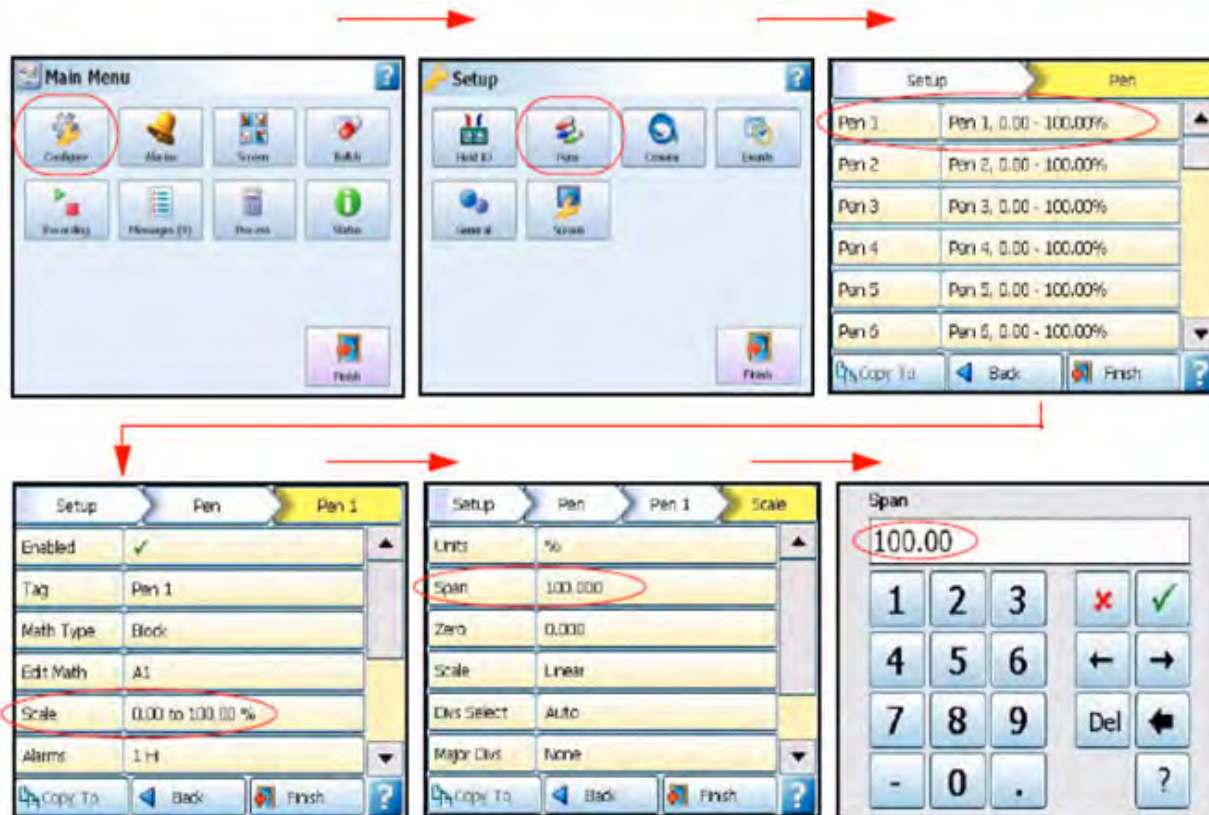 Main Menu
?
Configure
Alarms
Screen
Batch
Recording
Messages (9)
Process
Status
Finish
Setup
?
Field IO
Pens
Comms
Events
General
Screen
Finish
Setup Pen
Pen 1 Pen 1, 0.00 - 100.00%
Pen 2 Pen 2, 0.00 - 100.00%
Pen 3 Pen 3, 0.00 - 100.00%
Pen 4 Pen 4, 0.00 - 100.00%
Pen 5 Pen 5, 0.00 - 100.00%
Pen 6 Pen 6, 0.00 - 100.00%
Copy To Back Finish ?
Setup Pen Pen 1
Enabled ✓
Tag Pen 1
Math Type Block
Edit Math A1
Scale 0.00 to 100.00 %
Alarms 1 Hi
Copy To Back Finish ?
Setup Pen Pen 1 Scale
Units %
Span 100.000
Zero 0.000
Scale Linear
Divs Select Auto
Major Divs None
Copy To Back Finish ?
Span
100.00
1 2 3
4 5 6
7 8 9 Del
- 0 . ?